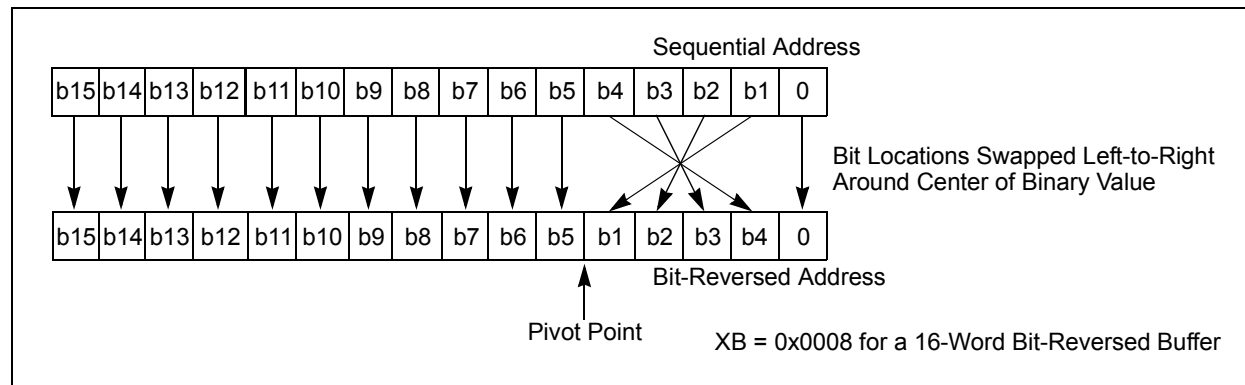 Sequential Address
b15 b14 b13 b12 b11 b10 b9 b8 b7 b6 b5 b4 b3 b2 b1 0
Bit Locations Swapped Left-to-Right
Around Center of Binary Value
b15 b14 b13 b12 b11 b10 b9 b8 b7 b6 b5 b1 b2 b3 b4 0
Bit-Reversed Address
Pivot Point
XB = 0x0008 for a 16-Word Bit-Reversed Buffer